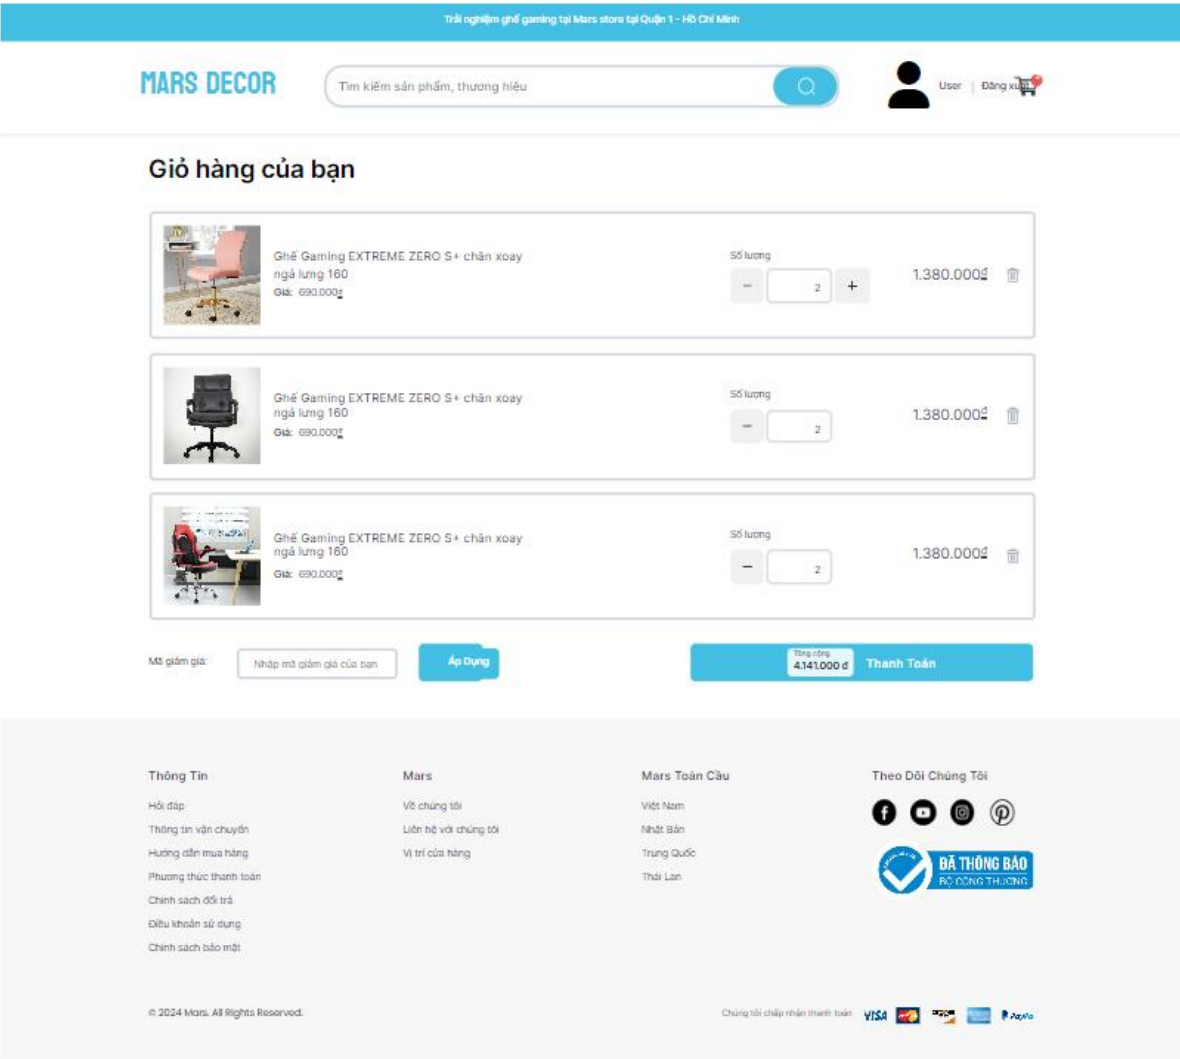 Trải nghiệm ghế gaming tại Mars store tại Quận 1 - Hồ Chí Minh
MARS DECOR
Tìm kiếm sản phẩm, thương hiệu
User | Đăng xuất
Giỏ hàng của bạn
Ghế Gaming EXTREME ZERO S+ chân xoay
ngả lưng 160
Giá: 690.000₫
Số lượng
- 2 +
1.380.000₫
Ghế Gaming EXTREME ZERO S+ chân xoay
ngả lưng 160
Giá: 690.000₫
Số lượng
- 2
1.380.000₫
Ghế Gaming EXTREME ZERO S+ chân xoay
ngả lưng 160
Giá: 690.000₫
Số lượng
- 2
1.380.000₫
Mã giảm giá:
Nhập mã giảm giá của bạn
Áp Dụng
Tổng cộng
4.141.000 đ
Thanh Toán
Thông Tin
Hỏi đáp
Thông tin vận chuyển
Hướng dẫn mua hàng
Phương thức thanh toán
Chính sách đổi trả
Điều khoản sử dụng
Chính sách bảo mật
Mars
Về chúng tôi
Liên hệ với chúng tôi
Vị trí cửa hàng
Mars Toàn Cầu
Việt Nam
Nhật Bản
Trung Quốc
Thái Lan
Theo Dõi Chúng Tôi
ĐÃ THÔNG BÁO
BỘ CÔNG THƯƠNG
© 2024 Mars. All Rights Reserved.
Chúng tôi chấp nhận thanh toán
VISA
PayPal